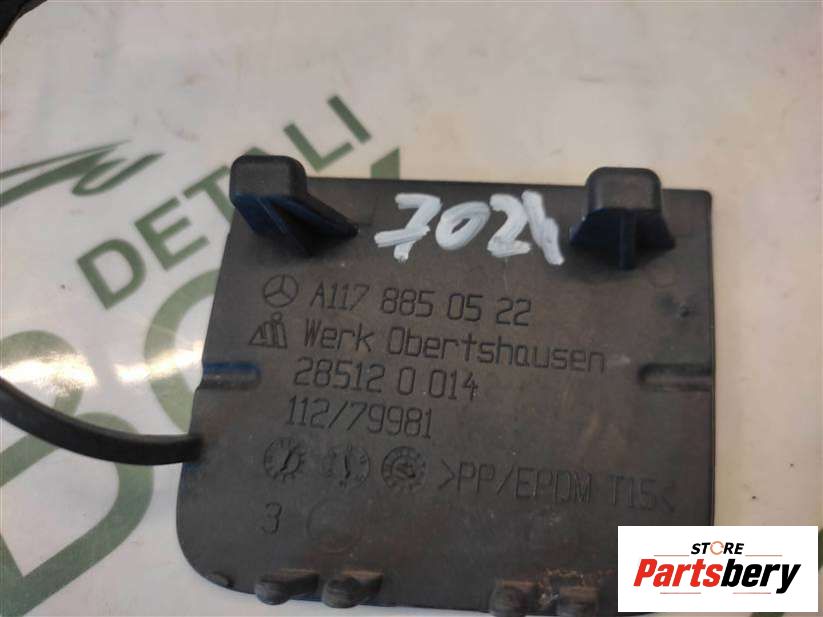 DETALI
7024
A117 885 05 22
Werk Obertshausen
28512 0 014
112/79981
>PP/EPDM T15<
3
STORE
Partsbery